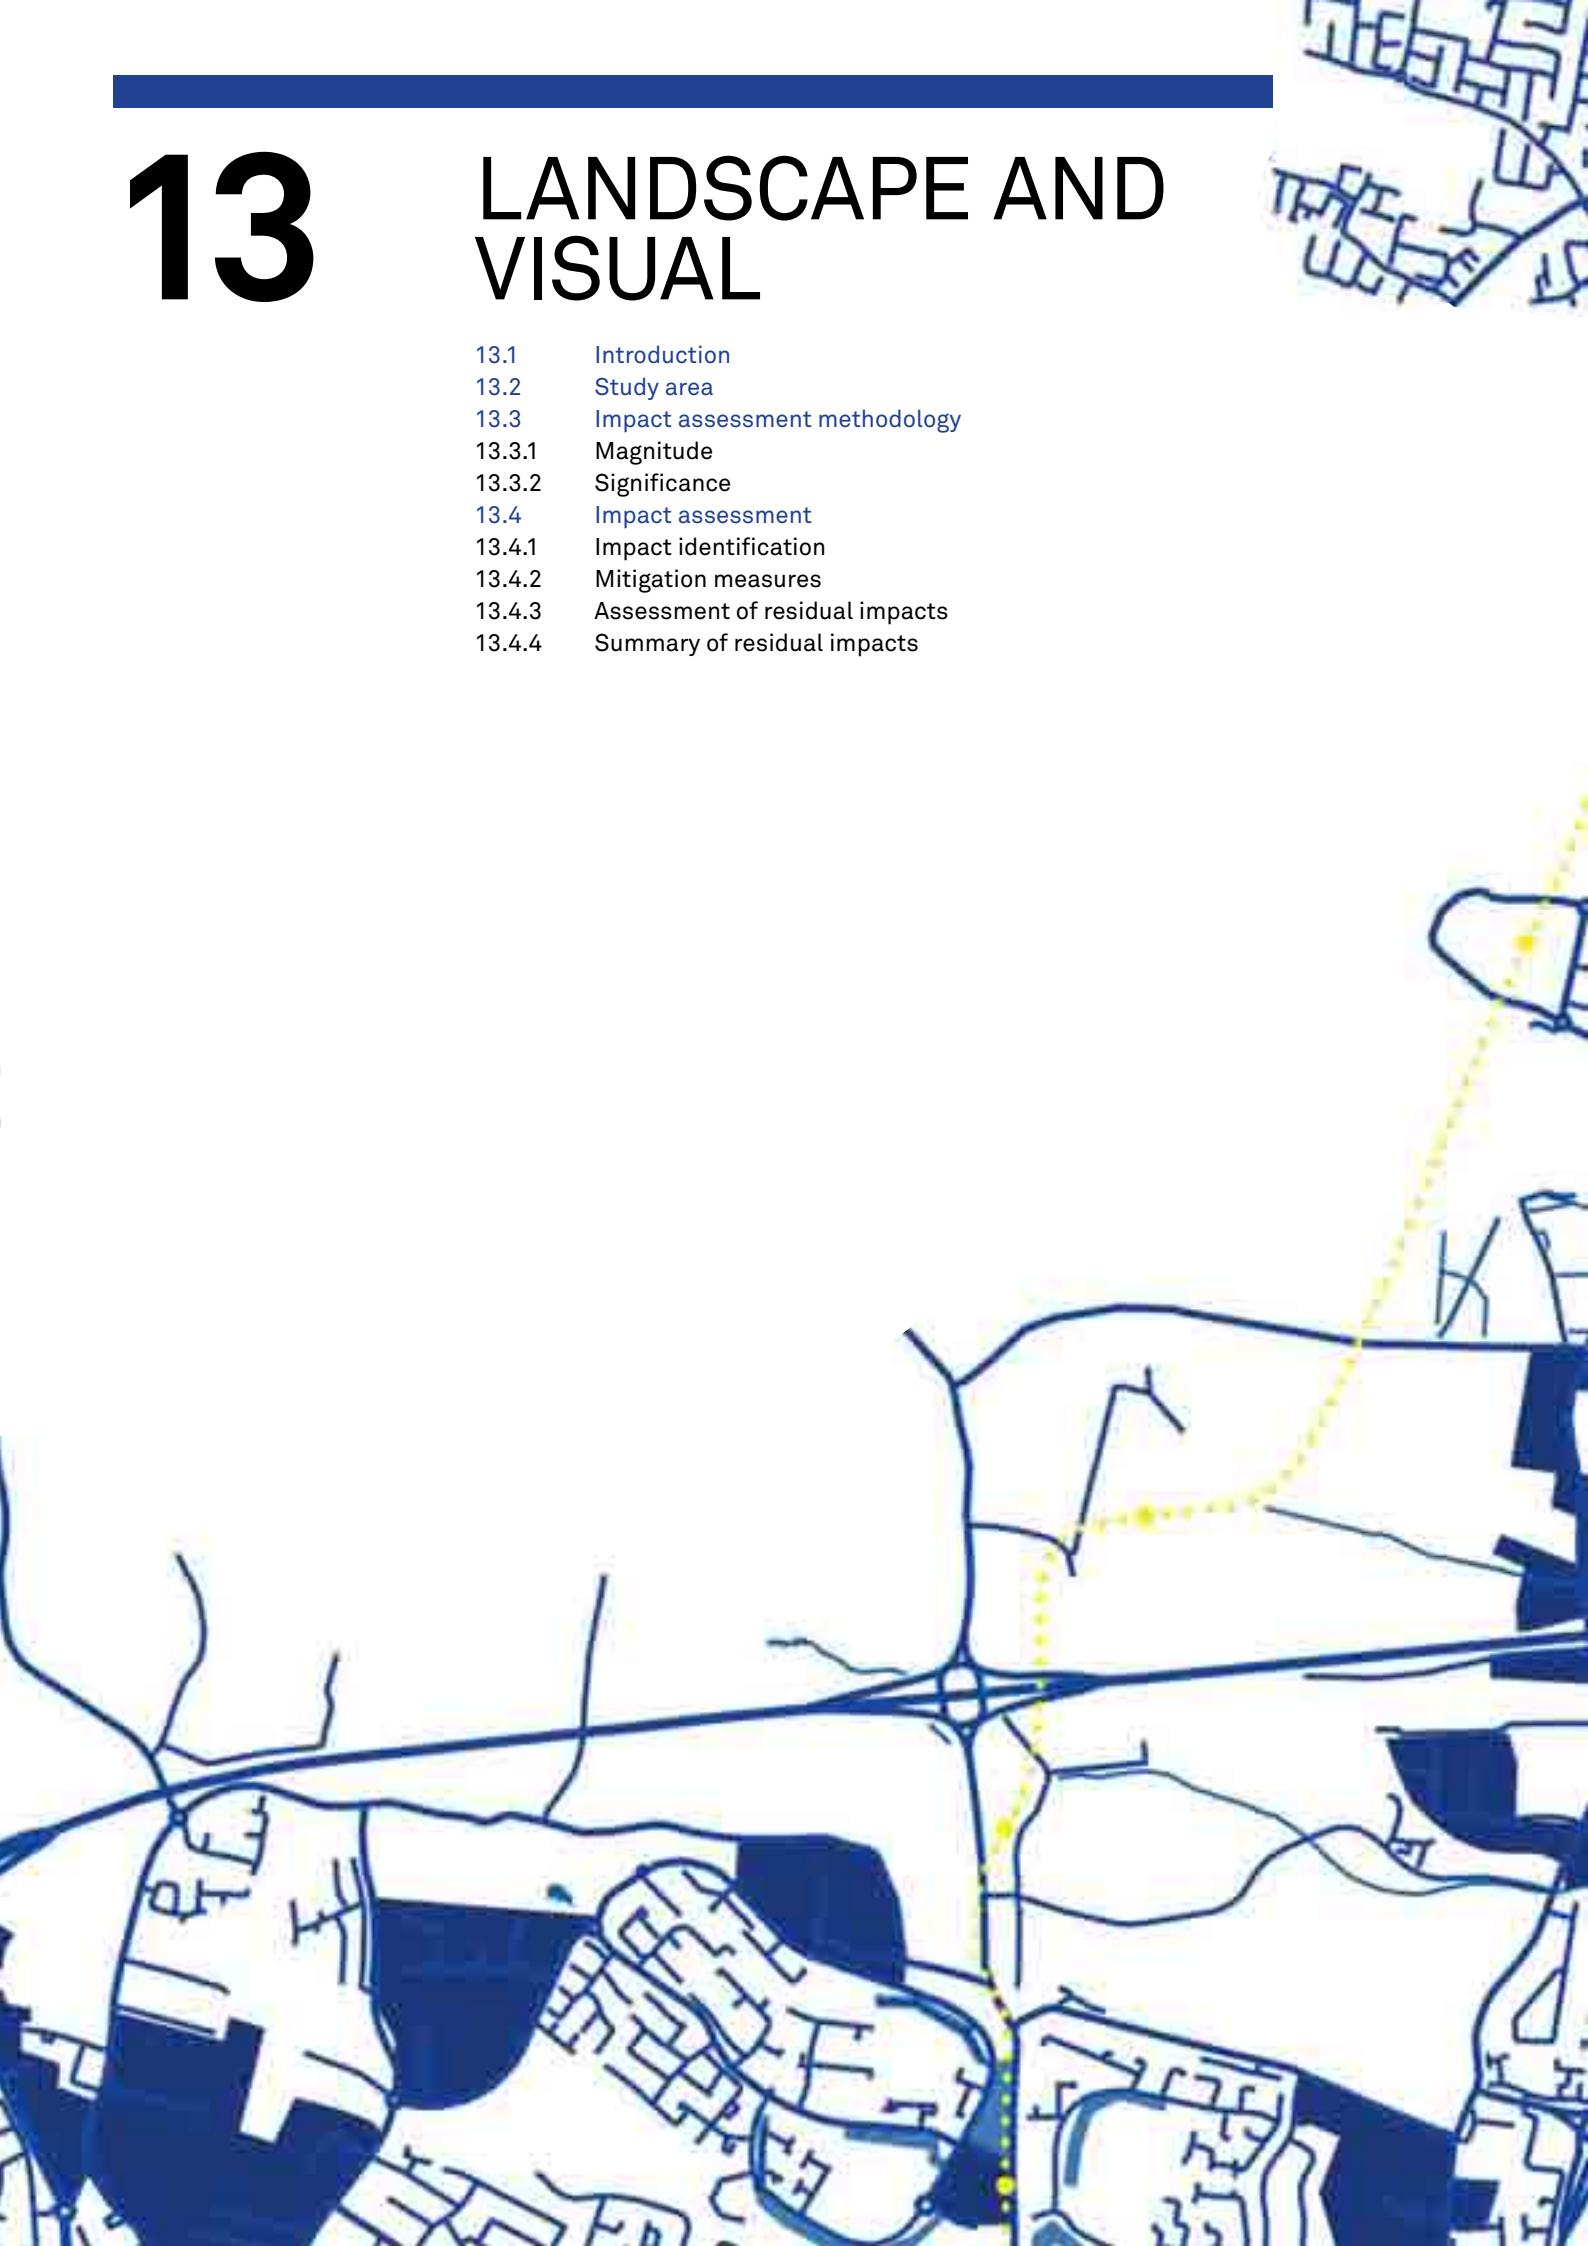 13
LANDSCAPE AND
VISUAL
13.1 Introduction
13.2 Study area
13.3 Impact assessment methodology
13.3.1 Magnitude
13.3.2 Significance
13.4 Impact assessment
13.4.1 Impact identification
13.4.2 Mitigation measures
13.4.3 Assessment of residual impacts
13.4.4 Summary of residual impacts